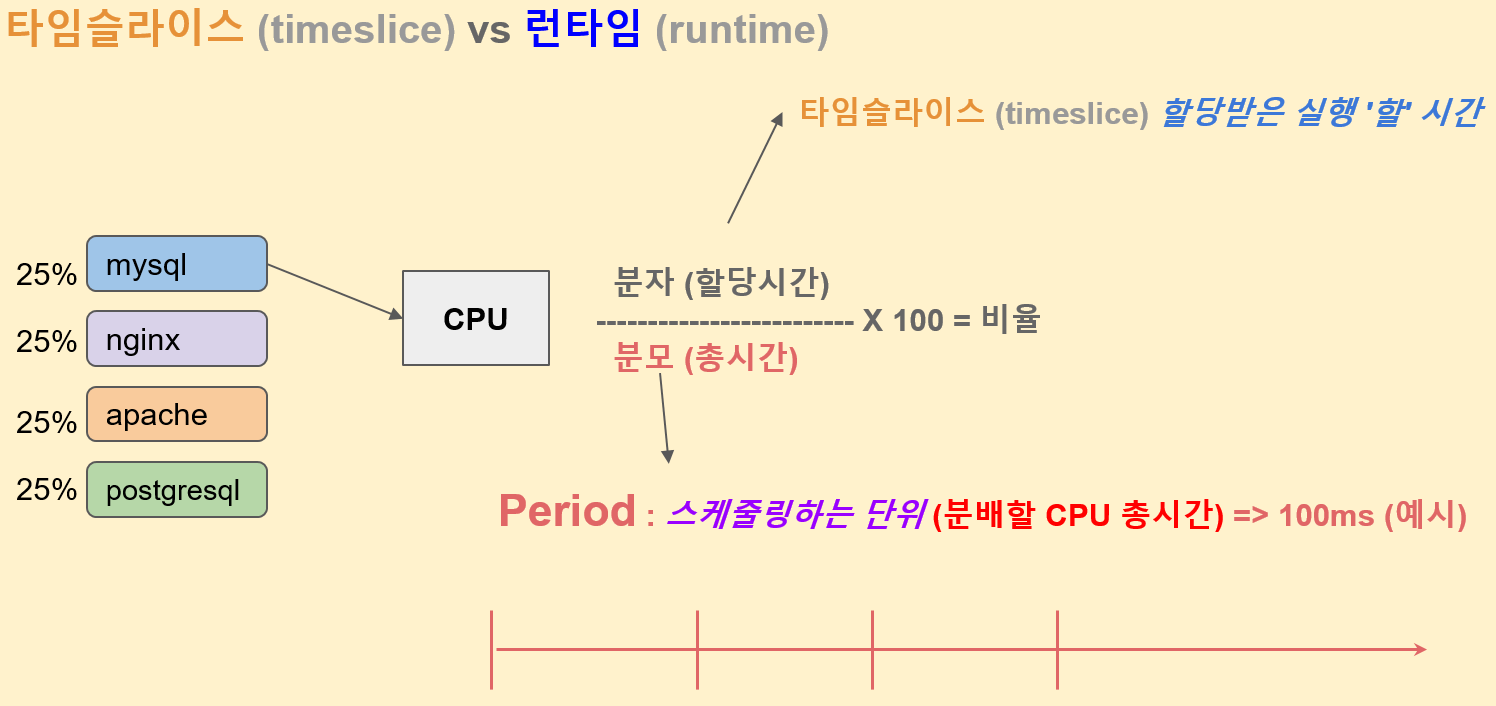 타임슬라이스 (timeslice) vs 런타임 (runtime)
타임슬라이스 (timeslice) 할당받은 실행 '할' 시간
25% mysql
25% nginx
25% apache
25% postgresql
CPU
분자 (할당시간)
------------------------- X 100 = 비율
분모 (총시간)
Period : 스케줄링하는 단위 (분배할 CPU 총시간) => 100ms (예시)